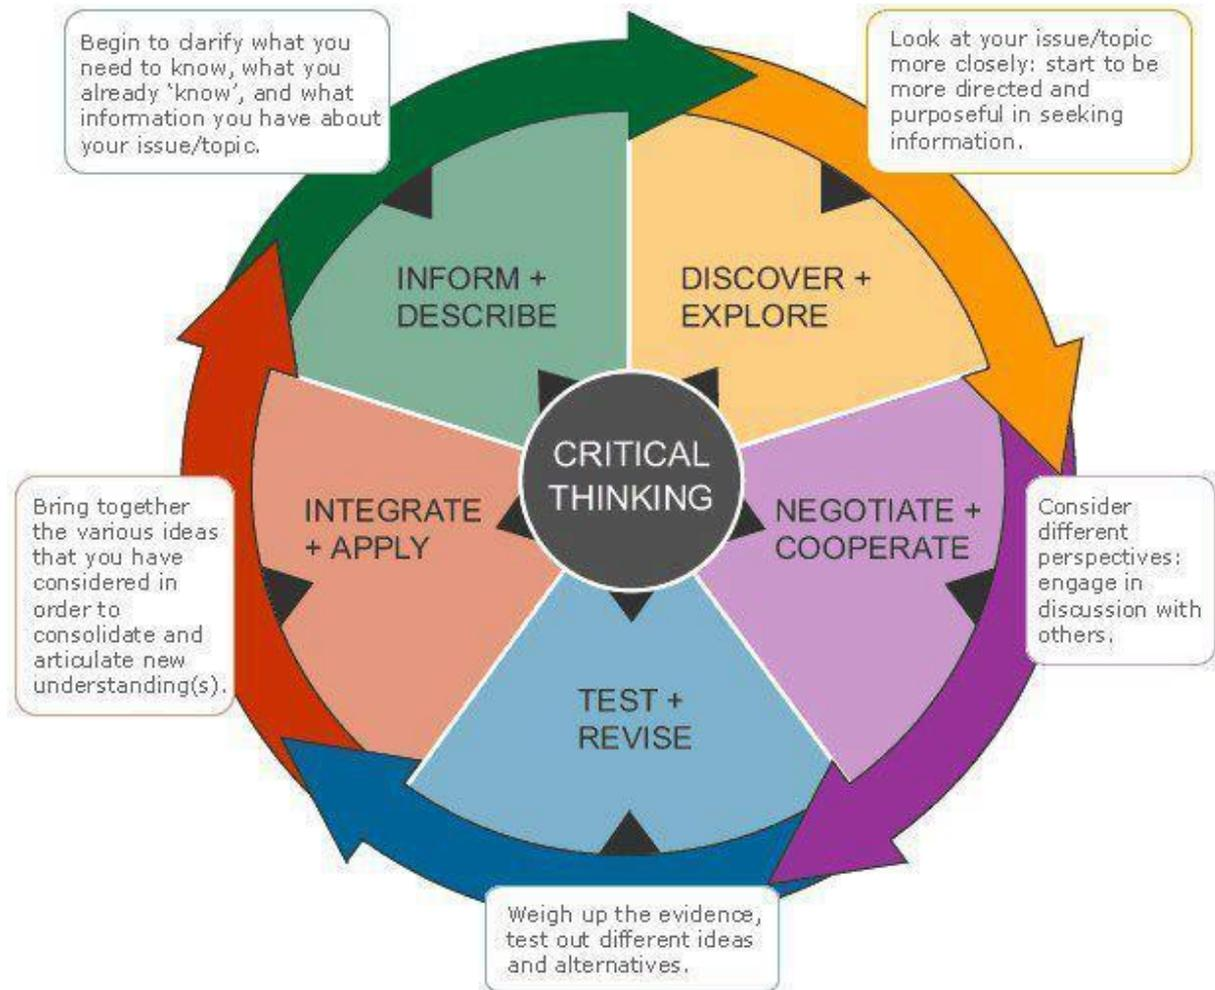 Begin to clarify what you
need to know, what you
already ‘know’, and what
information you have about
your issue/topic.
Look at your issue/topic
more closely: start to be
more directed and
purposeful in seeking
information.
INFORM +
DESCRIBE
DISCOVER +
EXPLORE
CRITICAL
THINKING
INTEGRATE
+ APPLY
NEGOTIATE +
COOPERATE
TEST +
REVISE
Bring together
the various ideas
that you have
considered in
order to
consolidate and
articulate new
understanding(s).
Consider
different
perspectives:
engage in
discussion with
others.
Weigh up the evidence,
test out different ideas
and alternatives.